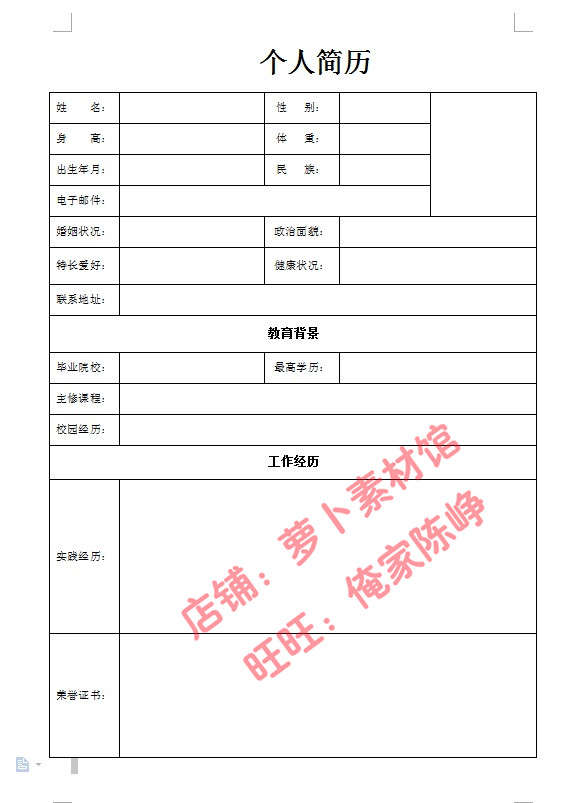 个人简历
姓 名： 性 别：
身 高： 体 重：
出生年月： 民 族：
电子邮件：
婚姻状况： 政治面貌：
特长爱好： 健康状况：
联系地址：
教育背景
毕业院校： 最高学历：
主修课程：
校园经历：
工作经历
实践经历：
荣誉证书：
店铺：萝卜素材馆
旺旺：俺家陈峥